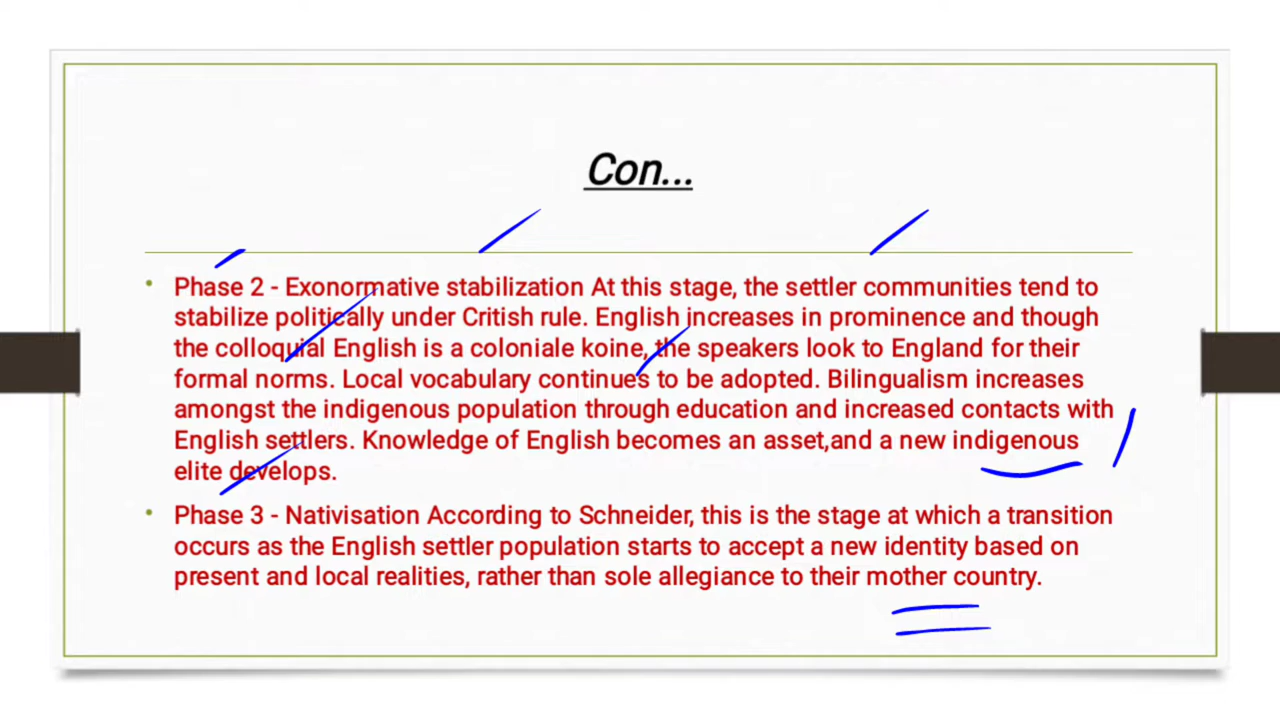 Con...
• Phase 2 - Exonormative stabilization At this stage, the settler communities tend to
stabilize politically under Critish rule. English increases in prominence and though
the colloquial English is a coloniale koine, the speakers look to England for their
formal norms. Local vocabulary continues to be adopted. Bilingualism increases
amongst the indigenous population through education and increased contacts with
English settlers. Knowledge of English becomes an asset,and a new indigenous
elite develops.
• Phase 3 - Nativisation According to Schneider, this is the stage at which a transition
occurs as the English settler population starts to accept a new identity based on
present and local realities, rather than sole allegiance to their mother country.